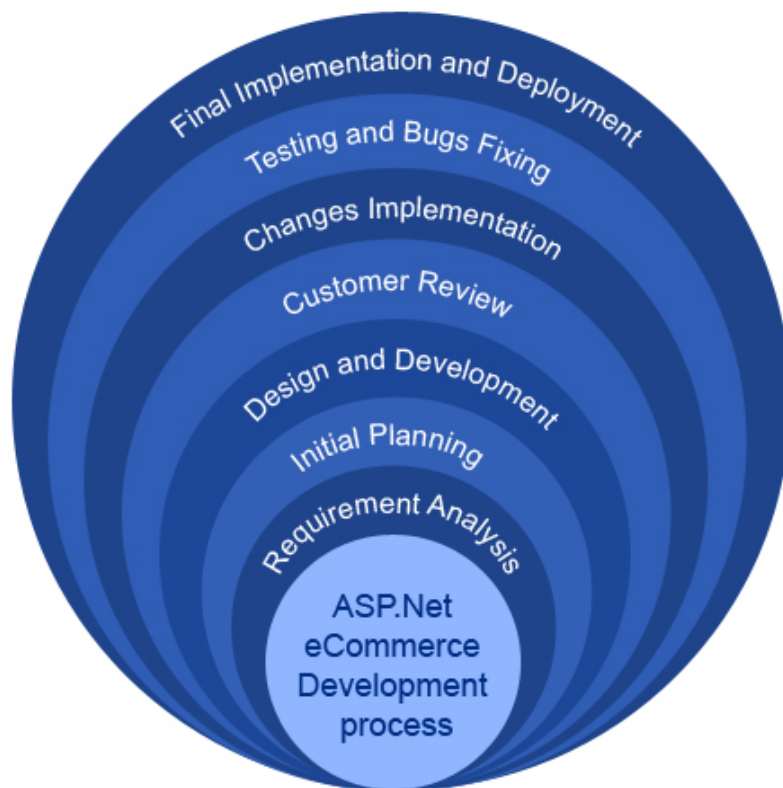 Final Implementation and Deployment
Testing and Bugs Fixing
Changes Implementation
Customer Review
Design and Development
Initial Planning
Requirement Analysis
ASP.Net
eCommerce
Development
process